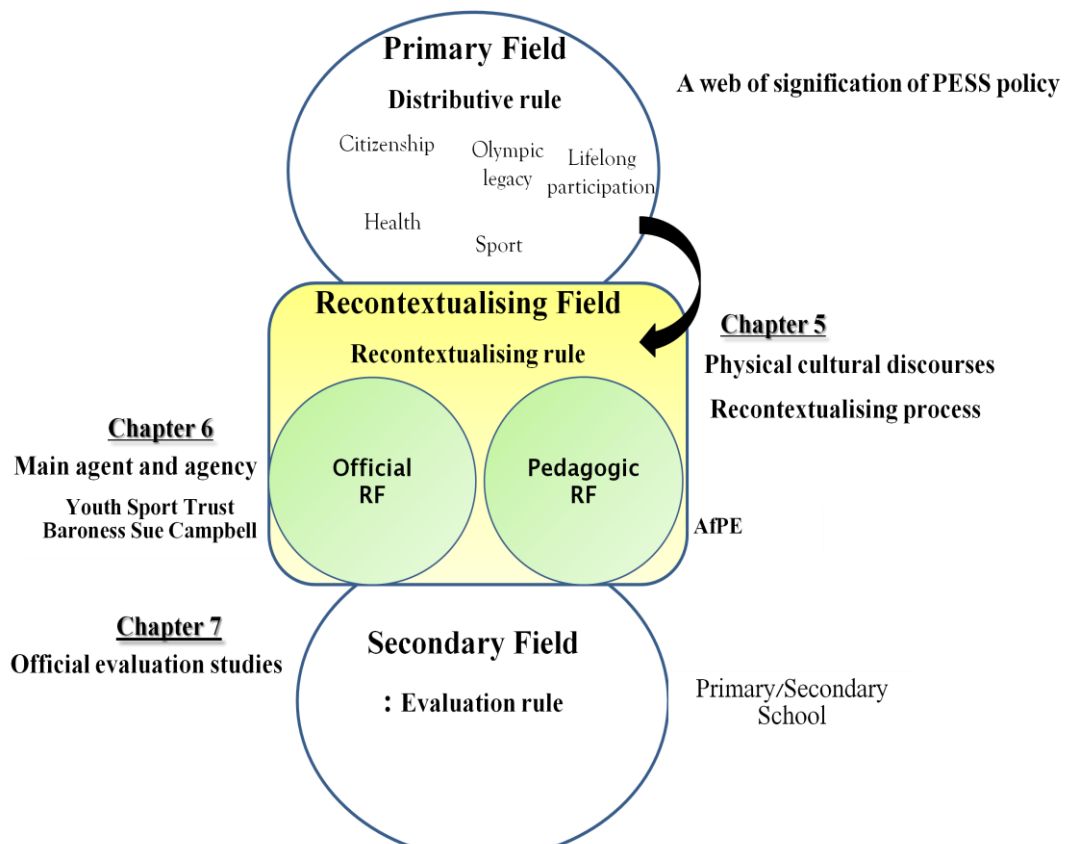 Primary Field
Distributive rule
A web of signification of PESS policy
Citizenship
Olympic
legacy
Lifelong
participation
Health
Sport
Recontextualising Field
Recontextualising rule
Chapter 5
Physical cultural discourses
Recontextualising process
Chapter 6
Main agent and agency
Youth Sport Trust
Baroness Sue Campbell
Official
RF
Pedagogic
RF
AfPE
Chapter 7
Official evaluation studies
Secondary Field
: Evaluation rule
Primary/Secondary
School